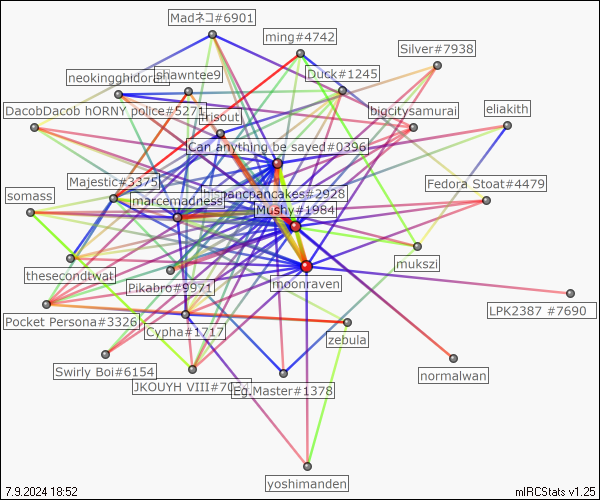 Madネコ#6901
ming#4742
Silver#7938
neokingghidora
shawntee9
Duck#1245
DacobDacob hORNY police#5271
bigcitysamurai
eliakith
risout
Can anything be saved#0396
Majestic#3375
Fedora Stoat#4479
somass
hispancpancakes#2928
marcemadness
Mushy#1984
thesecondtwat
mukszi
Pikabro#9971
moonraven
LPK2387 #7690
Pocket Persona#3326
Cypha#1717
zebula
Swirly Boi#6154
normalwan
JKOUYH VIII#70
Eg.Master#1378
yoshimanden
7.9.2024 18:52
mIRCStats v1.25